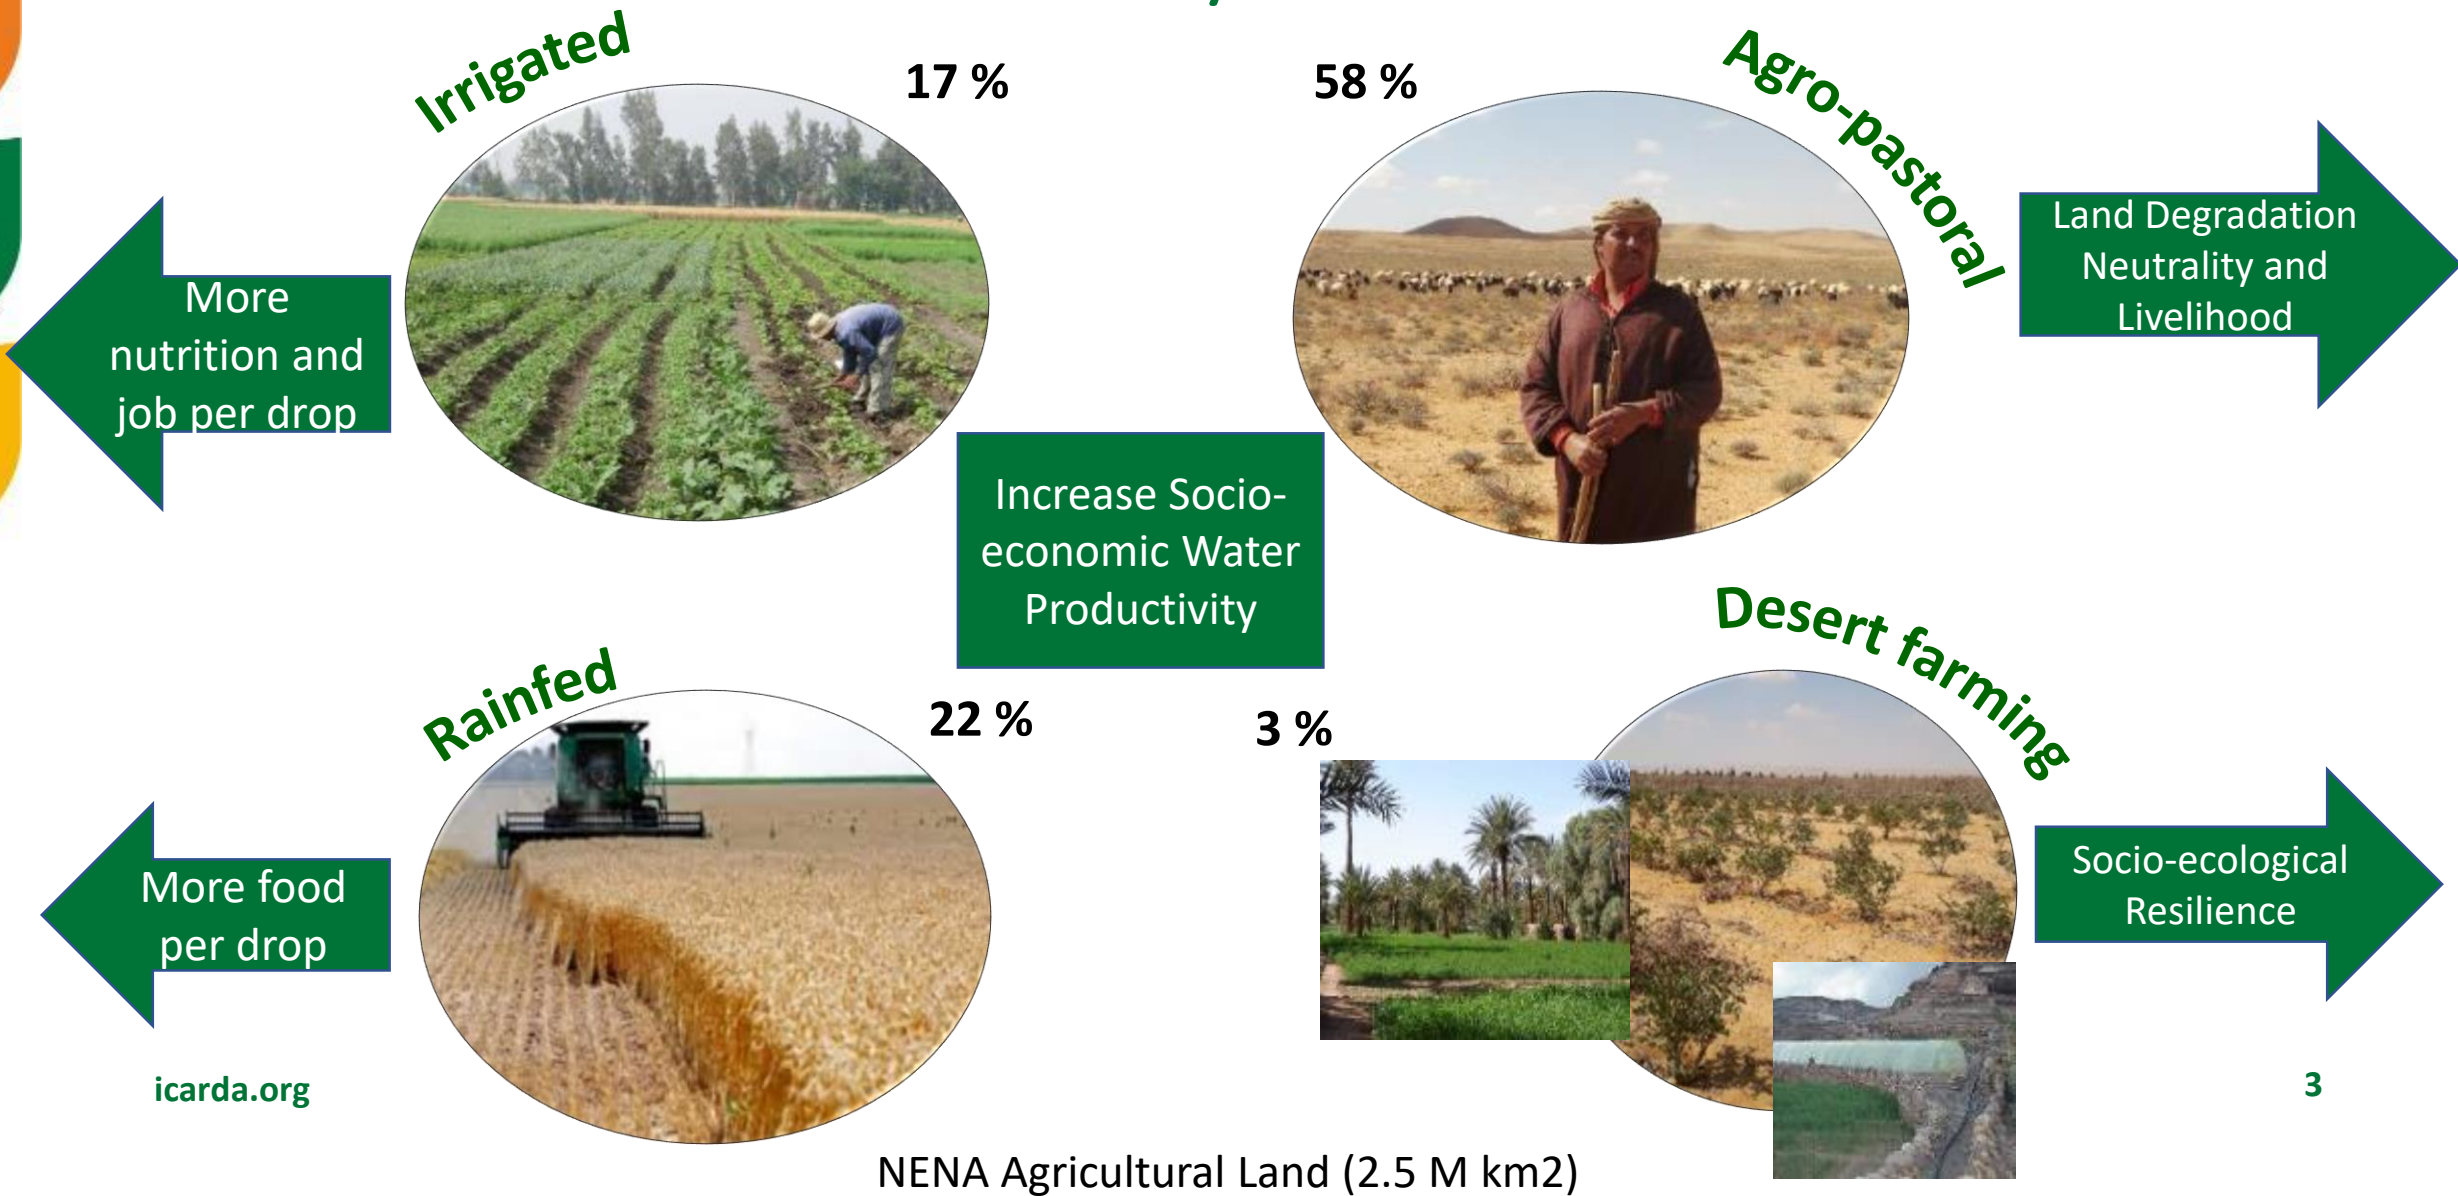 Irrigated
17 %
58 %
Agro-pastoral
More
nutrition and
job per drop
Land Degradation
Neutrality and
Livelihood
Increase Socio-
economic Water
Productivity
Rainfed
22 %
3 %
Desert farming
More food
per drop
Socio-ecological
Resilience
icarda.org
3
NENA Agricultural Land (2.5 M km2)